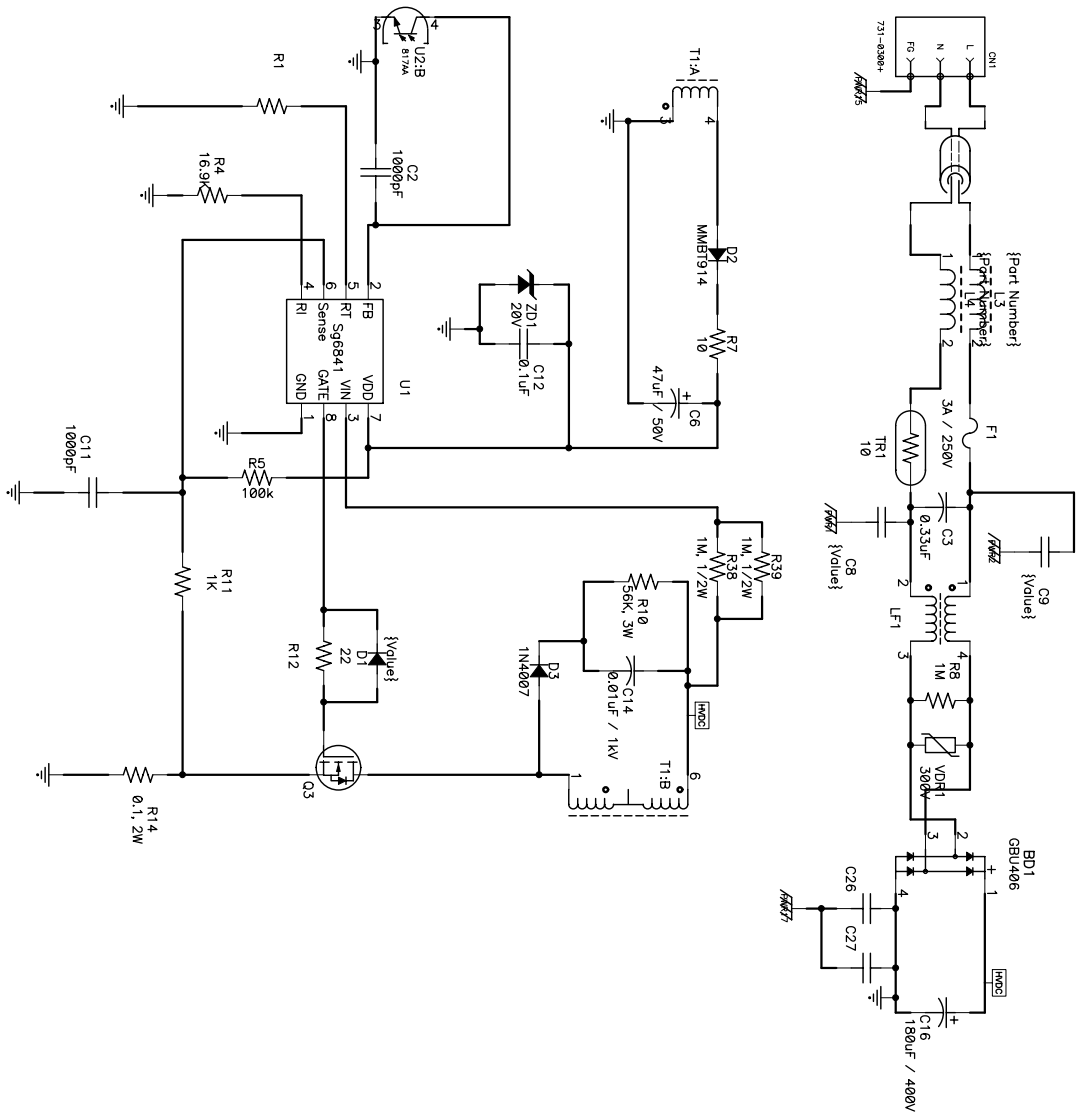 CN1
731-0300+
L
N
FG
{Part Number}
L3
{Part Number}
L4
1
2
1
2
F1
3A / 250V
TR1
10
C3
0.33uF
C8
{Value}
C9
{Value}
LF1
1
2
3
4
R8
1M
VDR1
300V
BD1
GBU406
+
1
2
3
4
C26
C27
HVDC
C16
180uF / 400V
+
T1:A
3
4
D2
MMBT914
R7
10
C6
47uF / 50V
+
ZD1
20V
C12
0.1uF
R39
1M, 1/2W
R38
1M, 1/2W
R10
56K, 3W
C14
0.01uF / 1kV
D3
1N4007
HVDC
T1:B
6
1
U2:B
817AA
3
4
C2
1000pF
R1
R4
16.9K
U1
Sg6841
2
FB
5
RT
6
Sense
4
RI
VDD
7
VIN
3
GATE
8
GND
1
R5
100k
C11
1000pF
R11
1K
{Value}
D1
R12
22
Q3
R14
0.1, 2W